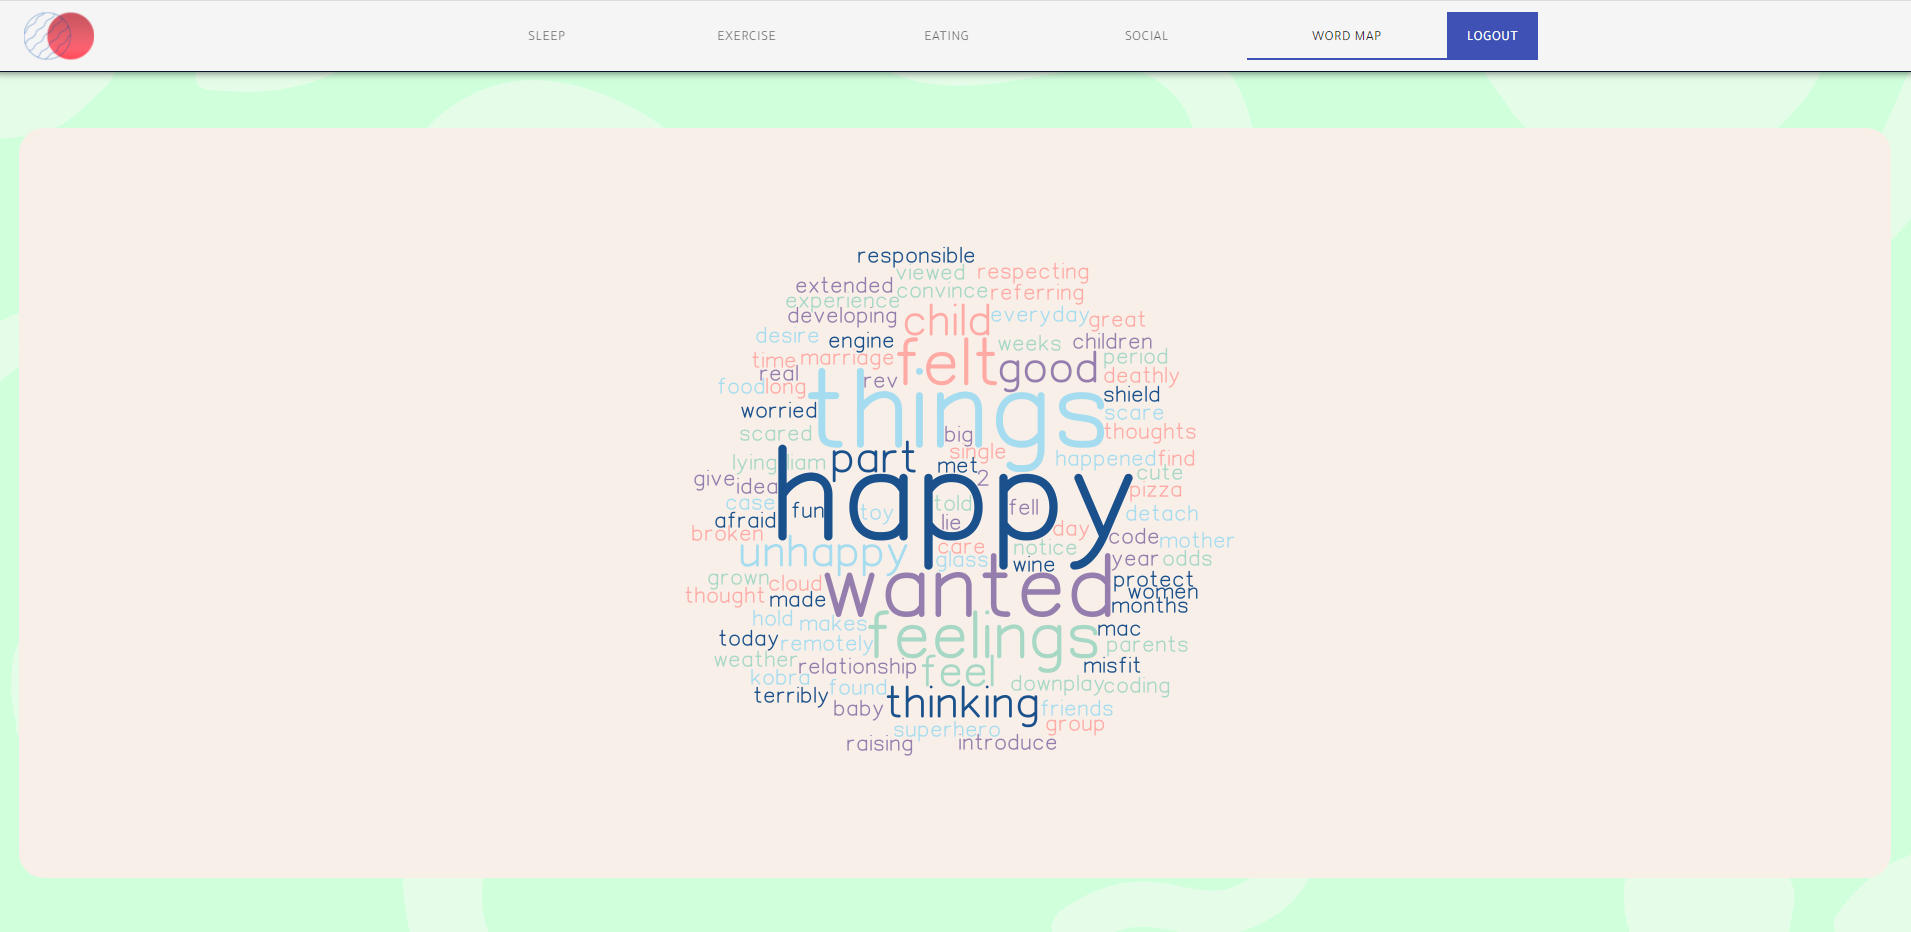 SLEEP EXERCISE EATING SOCIAL WORD MAP LOGOUT
responsible
viewed respecting
extended convince referring
experience
developing child everyday great
desire engine felt weeks children
time marriage good period
real rev deathly
food long things shield
worried scare
scared big thoughts
part single happened find
lying liam met cute
give idea happy 2 pizza
case fun toy told fell detach
afraid lie day
broken care notice code mother
unhappy glass wine year odds
grown cloud wanted protect
thought made women
months
hold makes feelings mac
today remotely parents
weather relationship feel misfit
kobra found downplay coding
terribly thinking
baby friends
superhero group
raising introduce